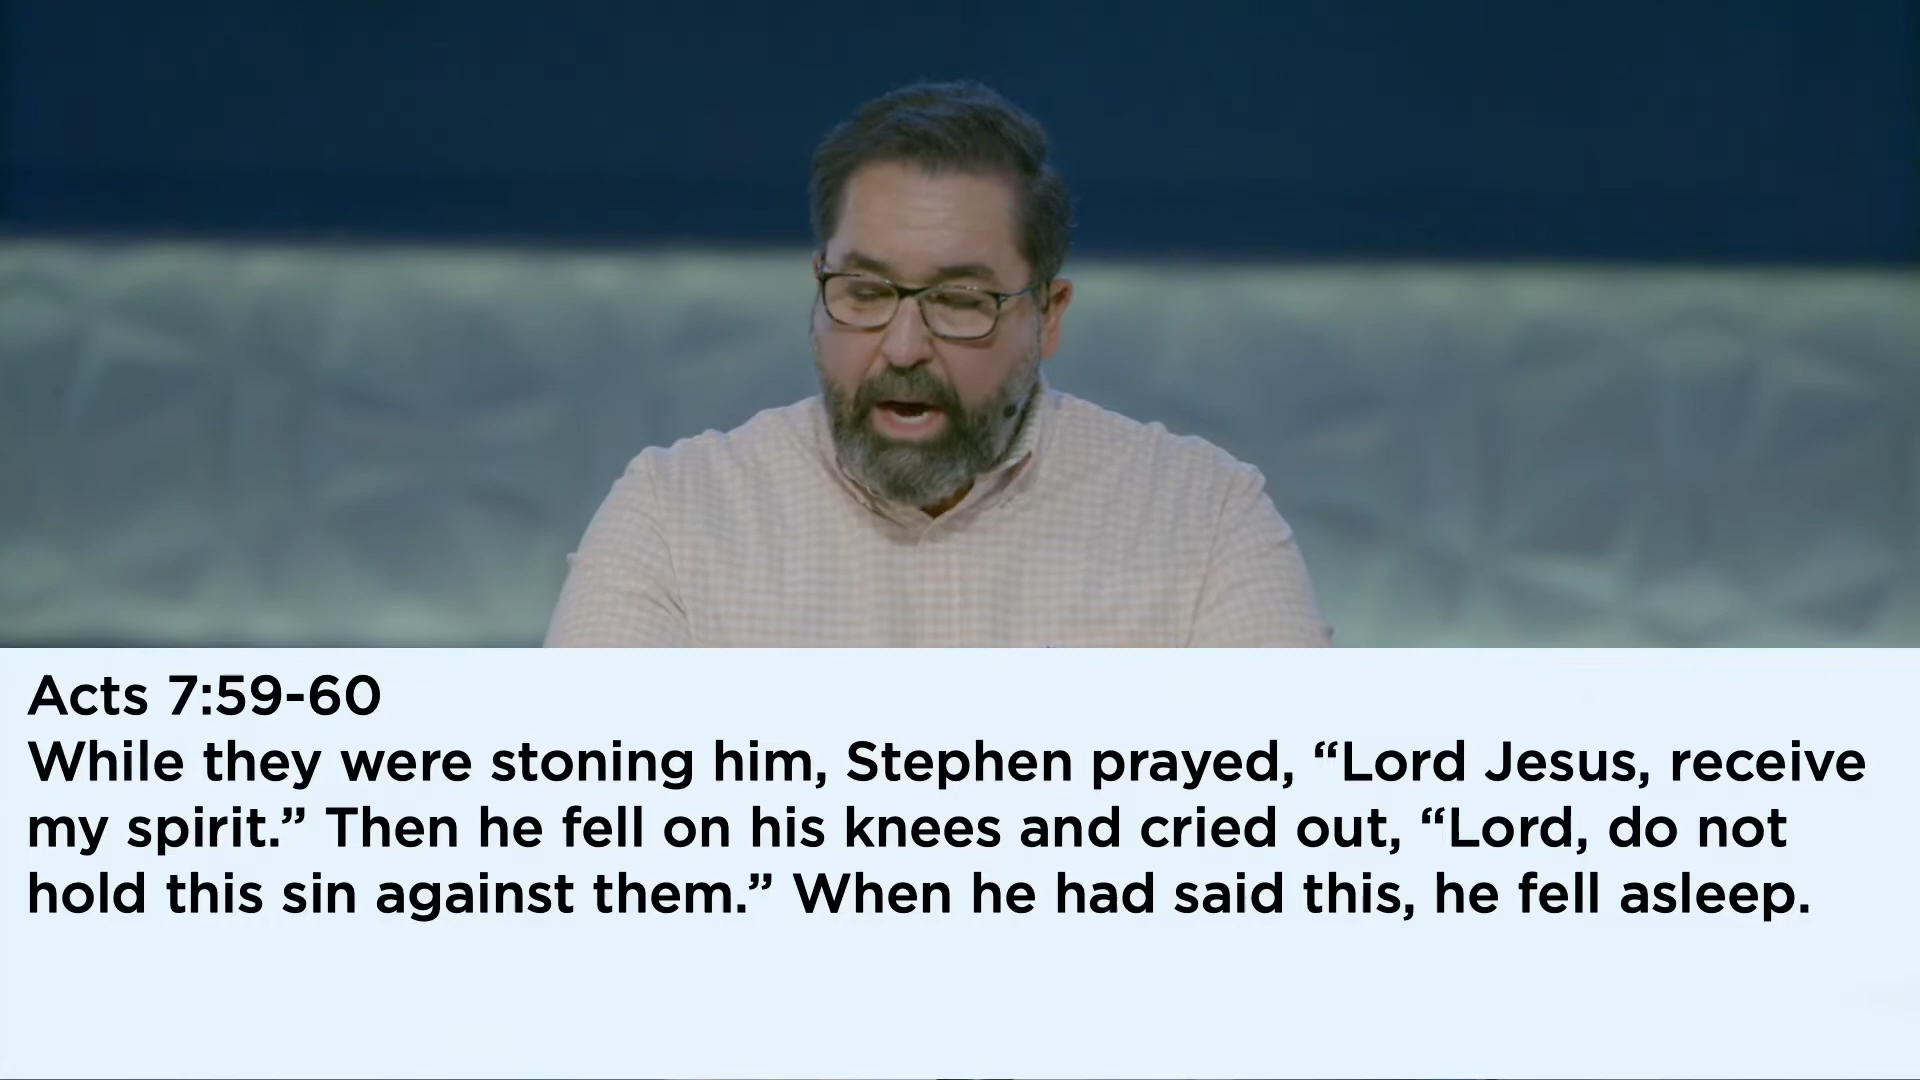 Acts 7:59-60
While they were stoning him, Stephen prayed, “Lord Jesus, receive
my spirit.” Then he fell on his knees and cried out, “Lord, do not
hold this sin against them.” When he had said this, he fell asleep.